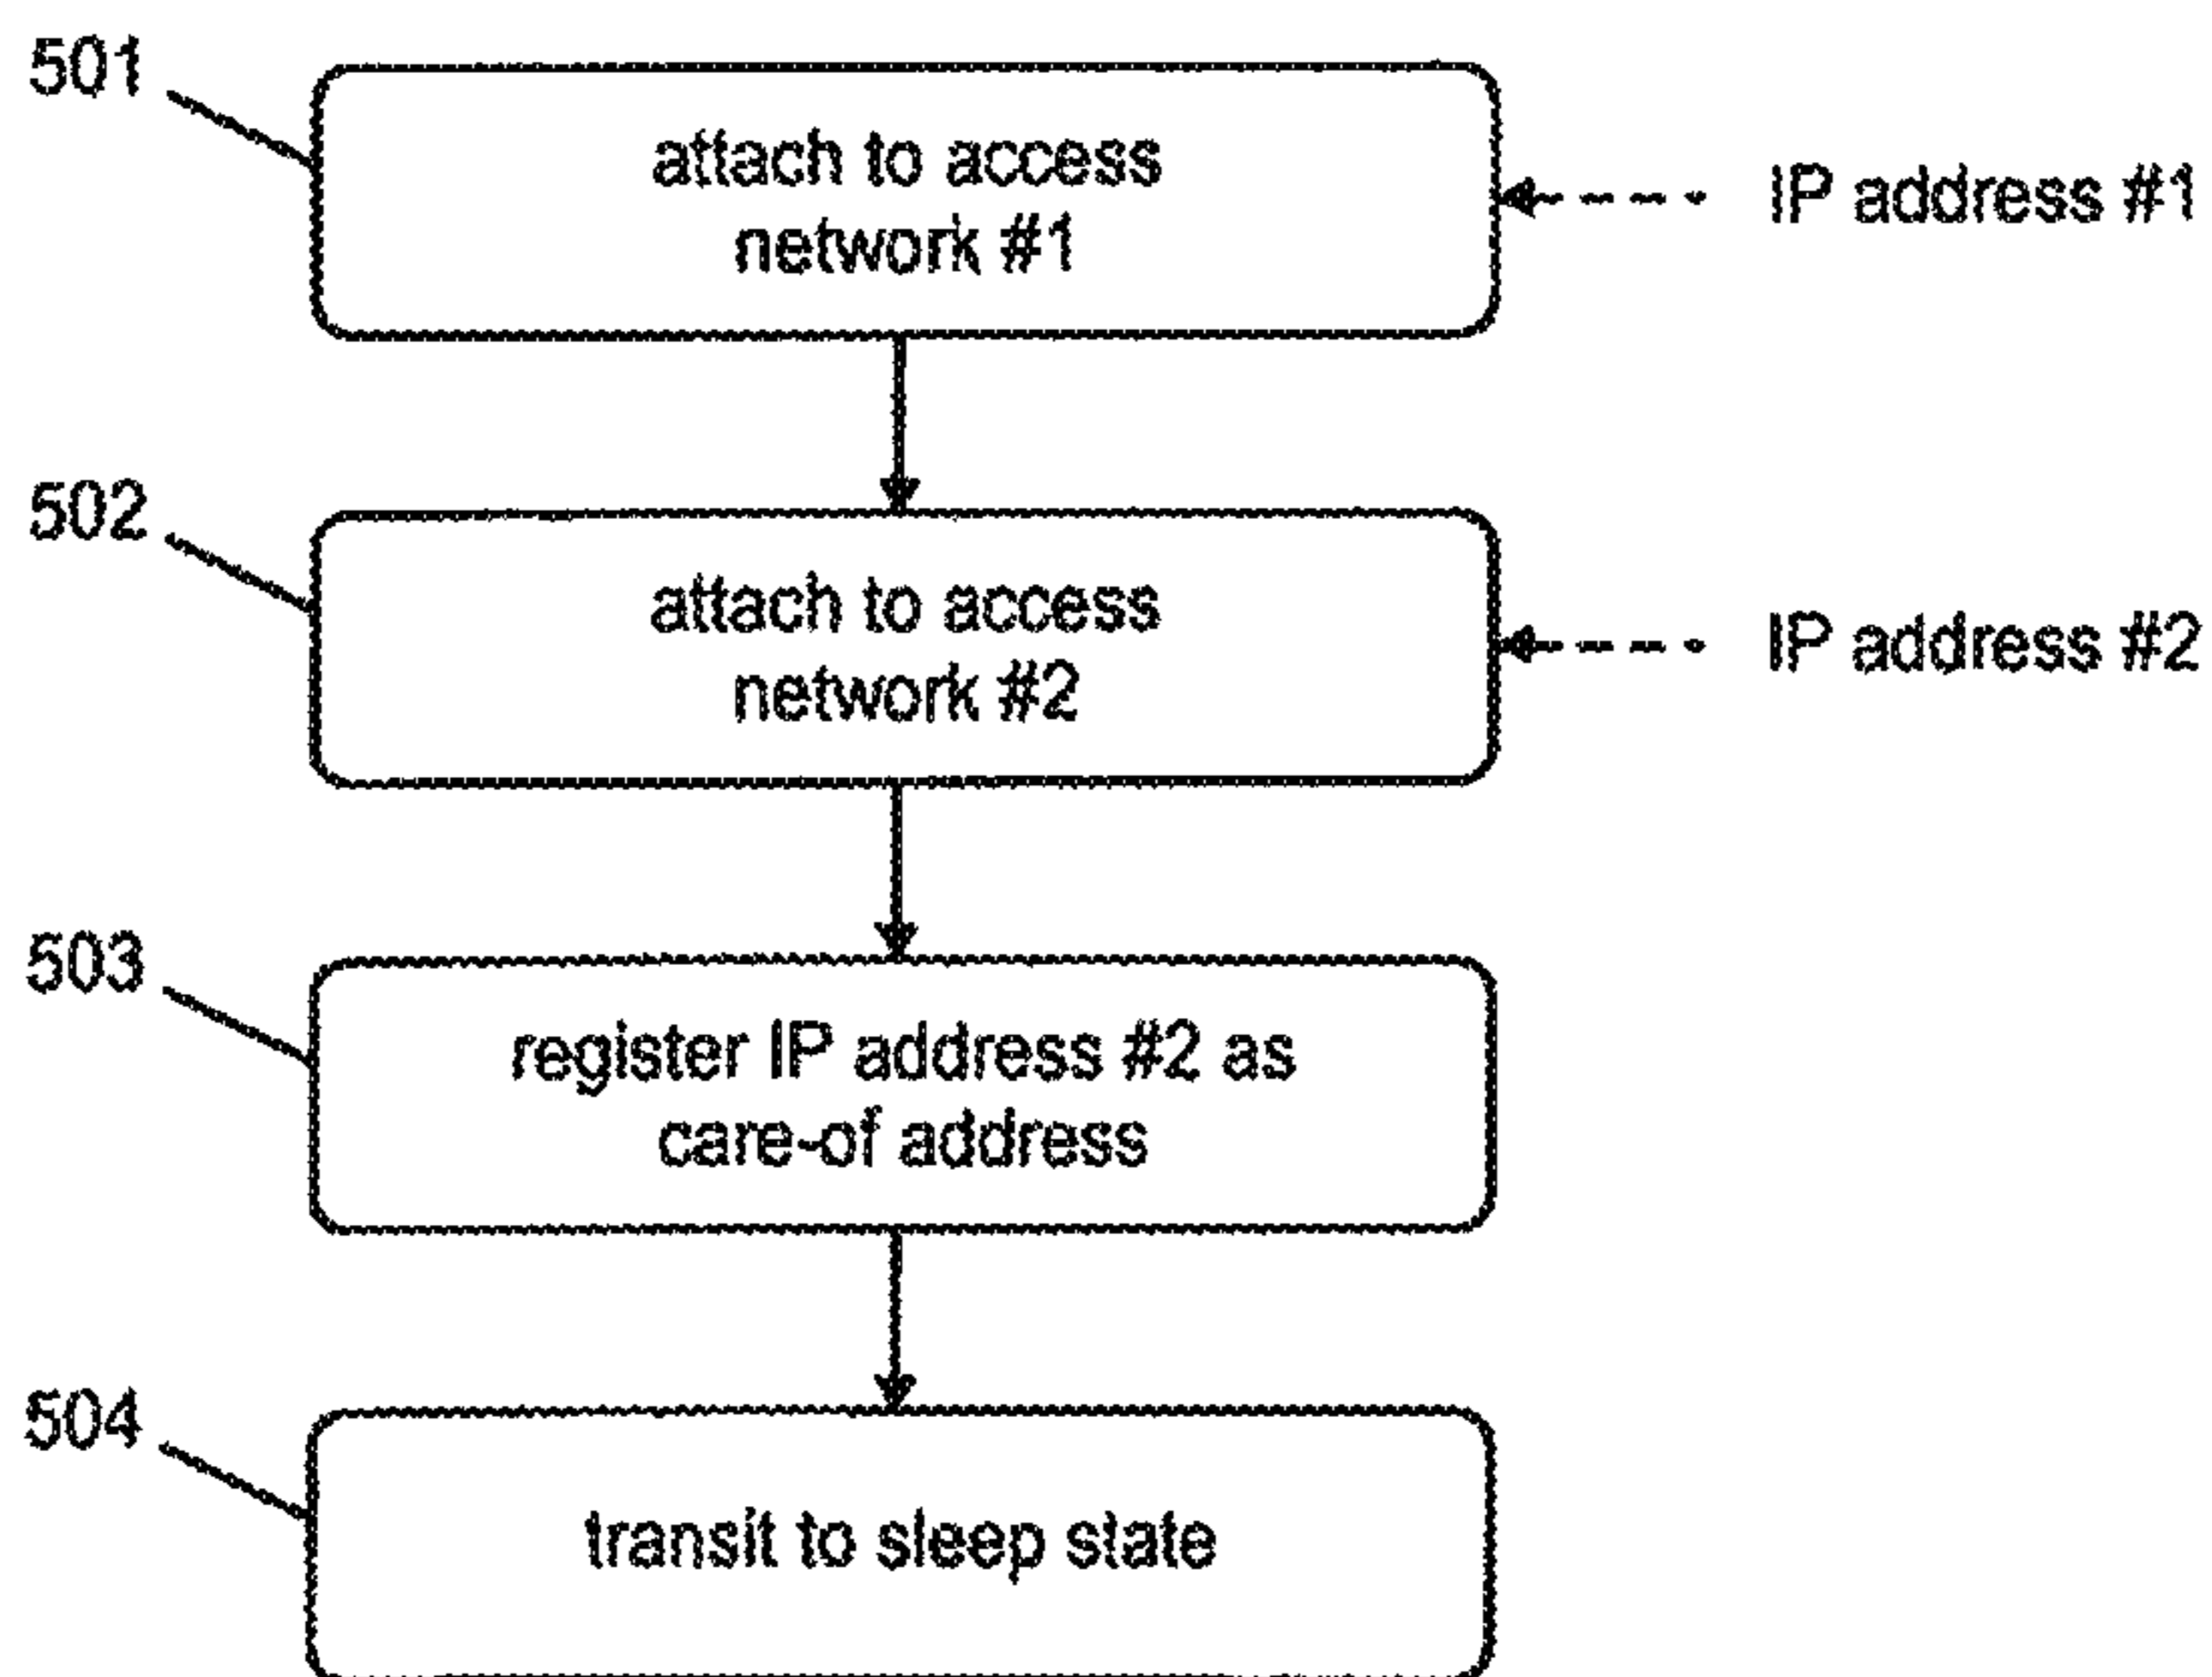 501
attach to access
network #1
IP address #1
502
attach to access
network #2
IP address #2
503
register IP address #2 as
care-of address
504
transit to sleep state